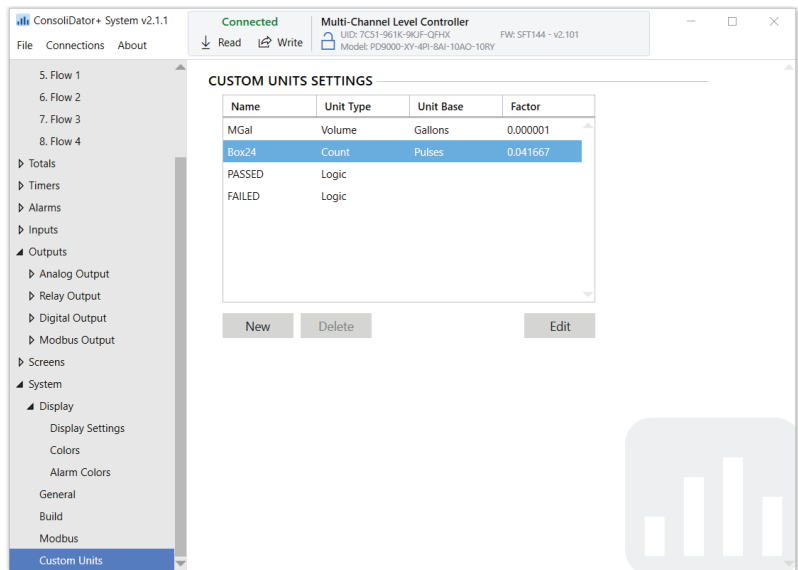 ConsoliDator+ System v2.1.1
File Connections About
Connected
Read Write
Multi-Channel Level Controller
UID: 7C51-961K-9KJF-QFHX FW: SFT144 - v2.101
Model: PD9000-XY-4PI-8AI-10AO-10RY
5. Flow 1
6. Flow 2
7. Flow 3
8. Flow 4
Totals
Timers
Alarms
Inputs
Outputs
Analog Output
Relay Output
Digital Output
Modbus Output
Screens
System
Display
Display Settings
Colors
Alarm Colors
General
Build
Modbus
Custom Units
CUSTOM UNITS SETTINGS
Name Unit Type Unit Base Factor
MGal Volume Gallons 0.000001
Box24 Count Pulses 0.041667
PASSED Logic
FAILED Logic
New Delete Edit